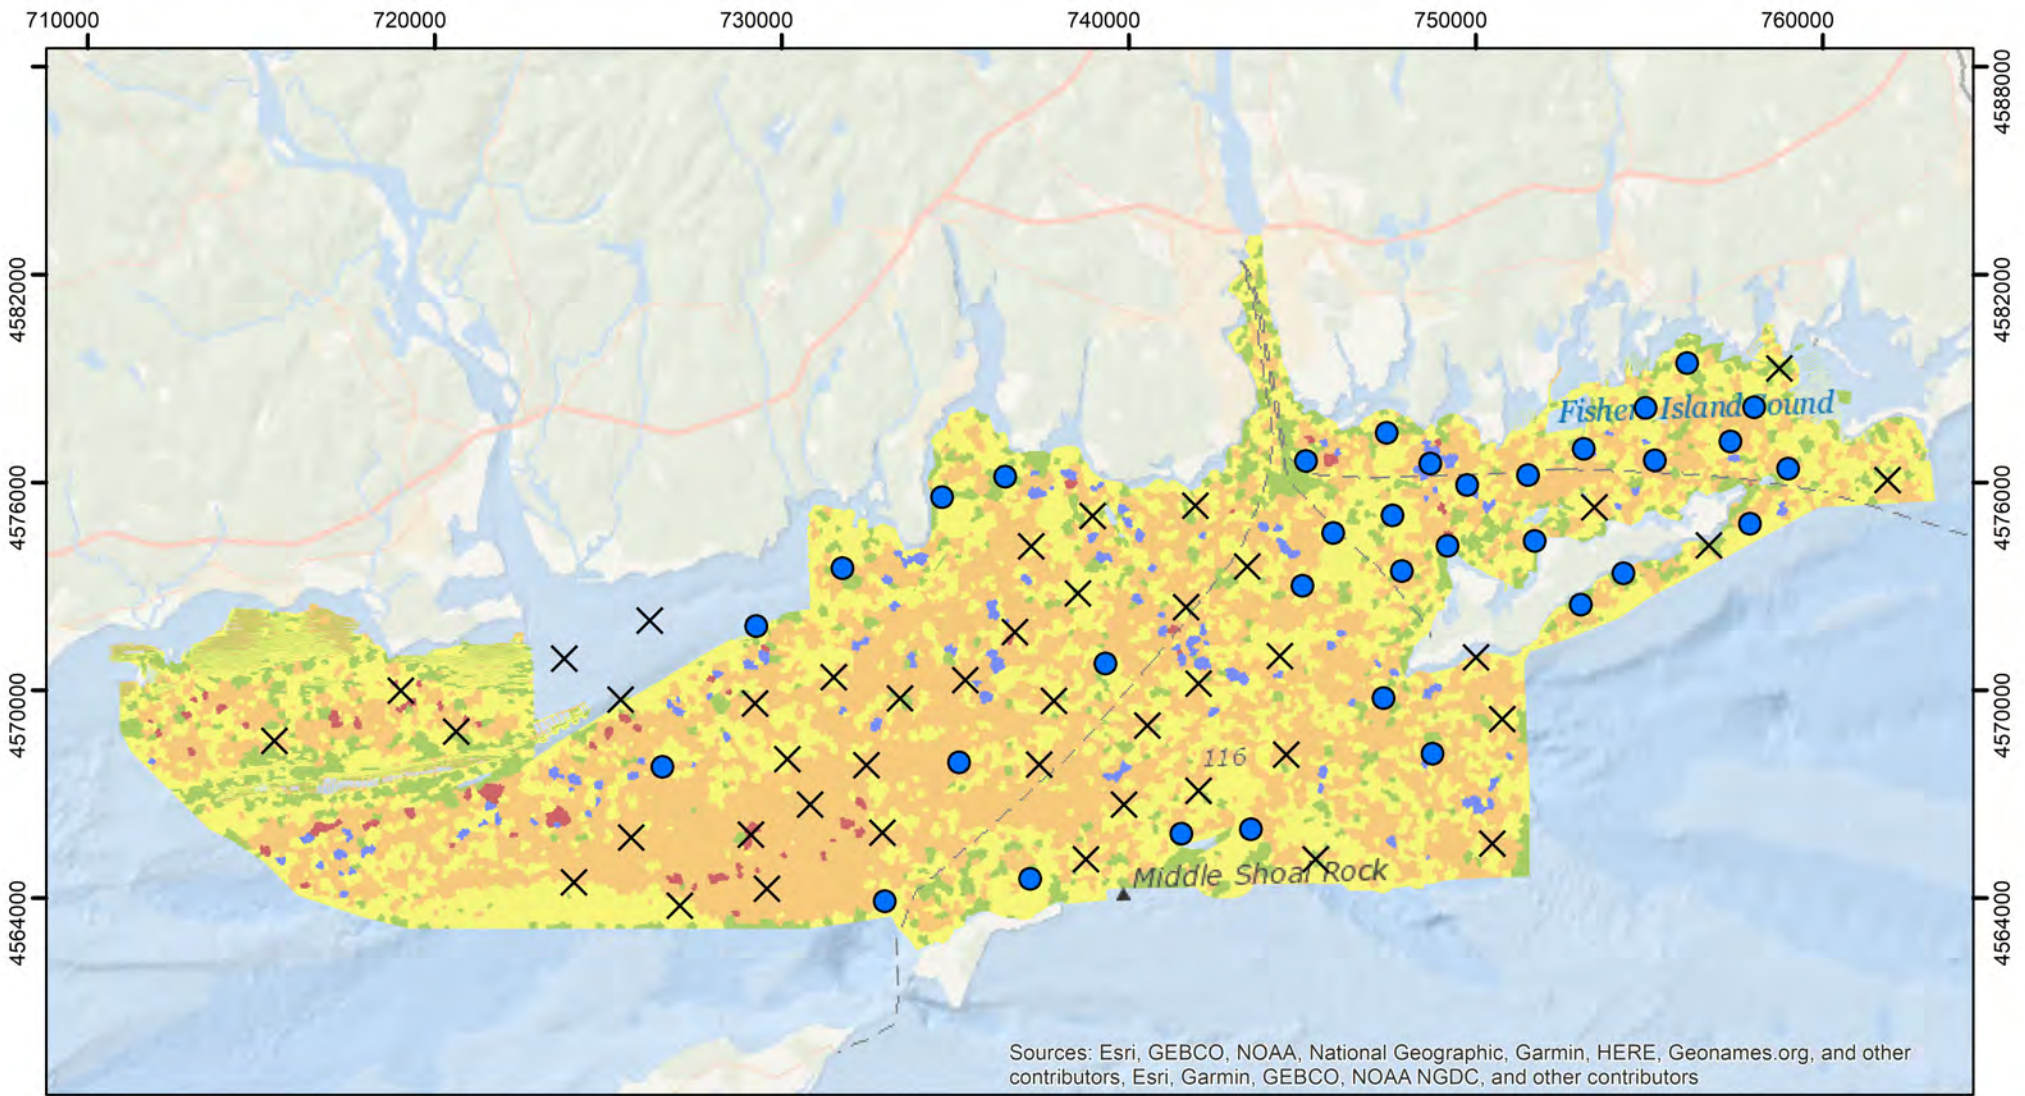 710000 720000 730000 740000 750000 760000
4588000
4582000 4582000
Fisher Island Sound
4576000 4576000
4570000 4570000
116
Middle Shoal Rock
4564000 4564000
Sources: Esri, GEBCO, NOAA, National Geographic, Garmin, HERE, Geonames.org, and other
contributors, Esri, Garmin, GEBCO, NOAA NGDC, and other contributors